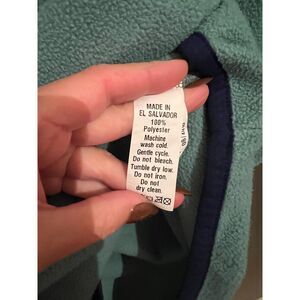 MADE IN
EL SALVADOR
100%
Polyester
Machine
wash cold.
Gentle cycle.
Do not bleach.
Tumble dry low.
Do not iron.
Do not
dry clean.